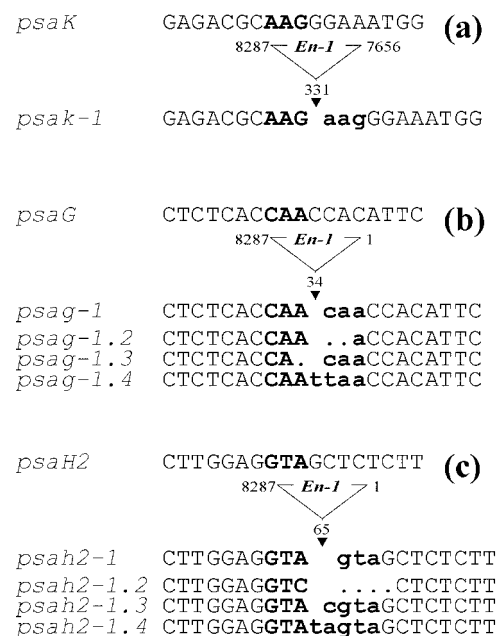 psaK GAGACGCAAGGGAAATGG (a)
8287 En-1 7656
331
psak-1 GAGACGCAAG aagGGAAATGG
psaG CTCTCACCAACCACATTC (b)
8287 En-1 1
34
psag-1 CTCTCACCAA caaCCACATTC
psag-1.2 CTCTCACCAA ..aCCACATTC
psag-1.3 CTCTCACCA. caaCCACATTC
psag-1.4 CTCTCACCAAttaaCCACATTC
psaH2 CTTGGAGGTAGCTCTCTT (c)
8287 En-1 1
65
psah2-1 CTTGGAGGTA gtaGCTCTCTT
psah2-1.2 CTTGGAGGTC ....CTCTCTT
psah2-1.3 CTTGGAGGTA cgtaGCTCTCTT
psah2-1.4 CTTGGAGGTAtagtaGCTCTCTT